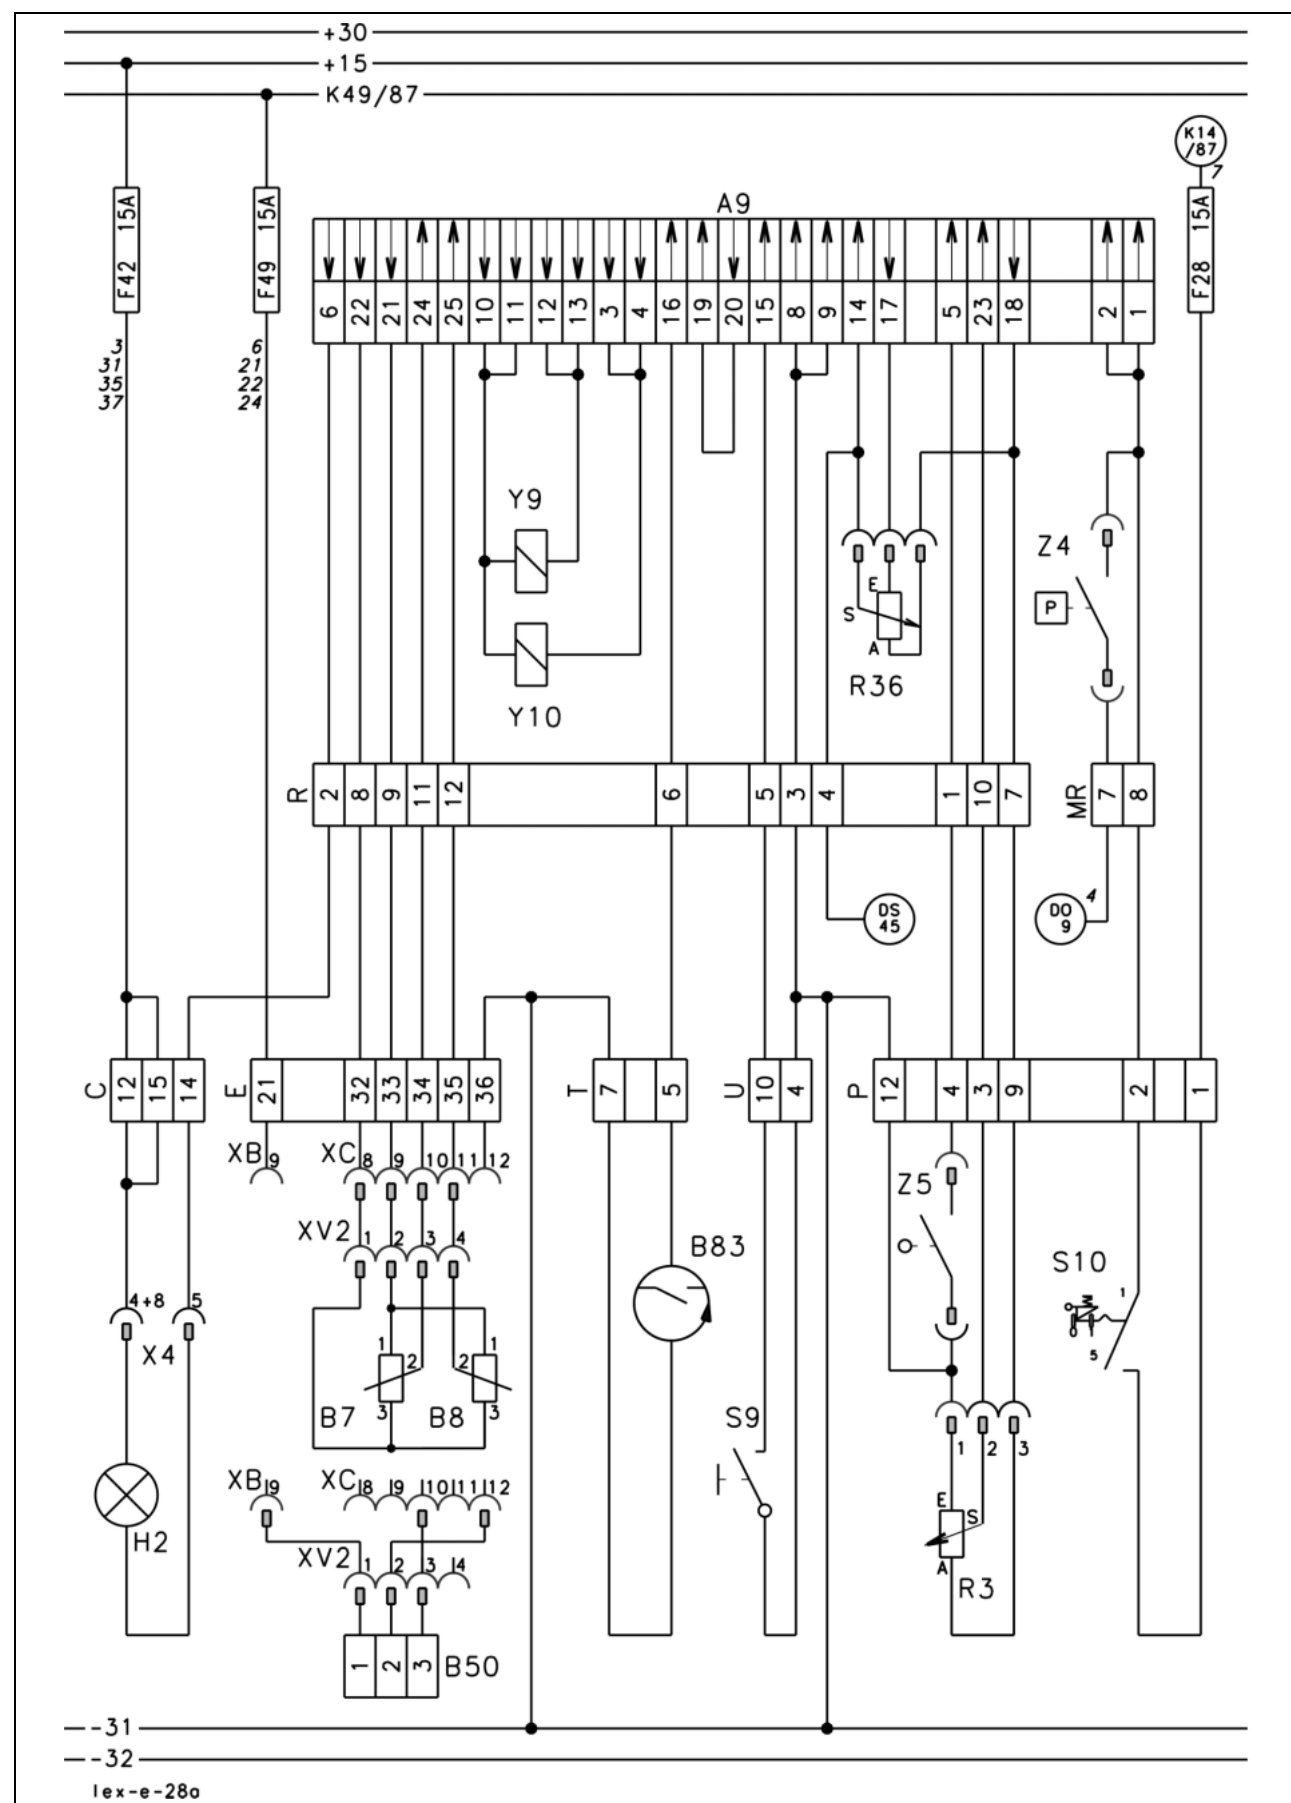 +30
+15
K49/87
K14
/87
7
15A
F42
15A
F49
15A
F28
A9
6 22 21 24 25 10 11 12 13 3 4 16 19 20 15 8 9 14 17 5 23 18 2 1
3
31
35
37
6
21
22
24
Y9
Y10
E
S
A
R36
Z4
P
R 2 8 9 11 12 6 5 3 4 1 10 7
MR 7 8
DS
45
DO
9
4
C 12 15 14
E 21 32 33 34 35 36
T 7 5
U 10 4
P 12 4 3 9 2 1
XB 9
XC 8 9 10 11 12
XV2 1 2 3 4
Z5
B83
S10
1
5
4+8 5
X4
1 2 2 1
3 3
B7 B8
S9
1 2 3
XB 9
XC 8 9 10 11 12
H2
XV2 1 2 3 4
E
S
A
R3
1 2 3 B50
-31
-32
lex-e-28a